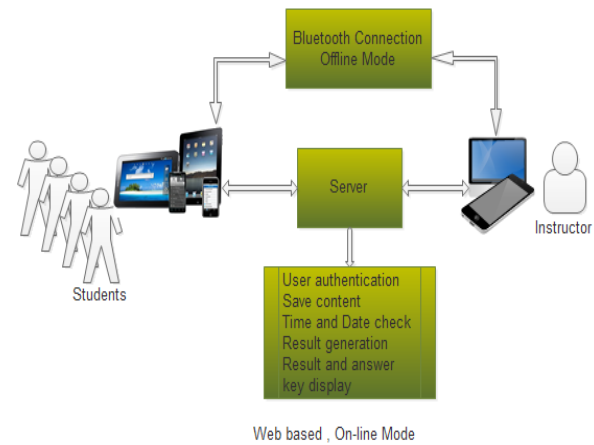 Bluetooth Connection
Offline Mode
Server
Instructor
Students
User authentication
Save content
Time and Date check
Result generation
Result and answer
key display
Web based , On-line Mode